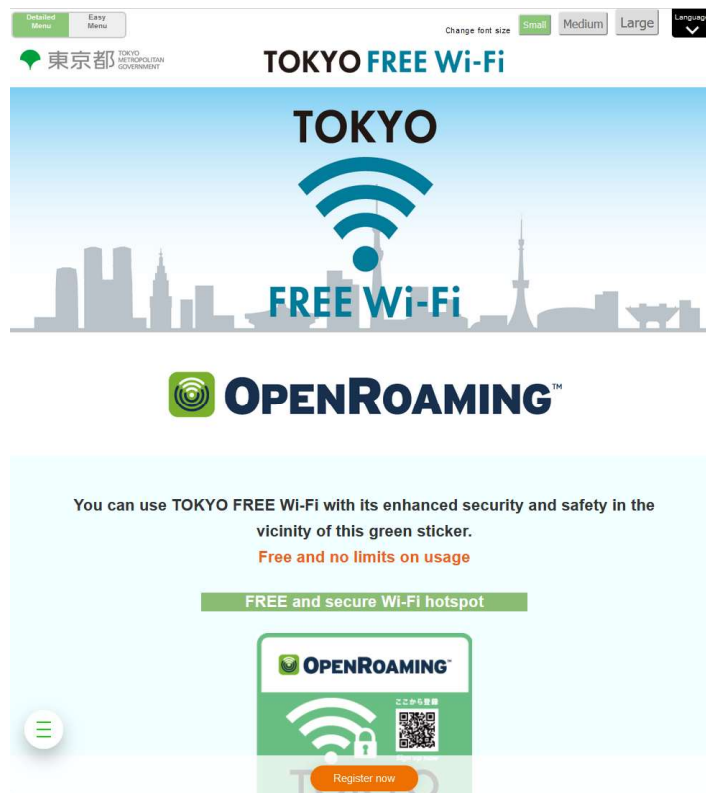 Detailed Menu
Easy Menu
Change font size
Small
Medium
Large
Language
東京都 TOKYO METROPOLITAN GOVERNMENT
TOKYO FREE Wi-Fi
TOKYO
FREE Wi-Fi
OPENROAMING™
You can use TOKYO FREE Wi-Fi with its enhanced security and safety in the
vicinity of this green sticker.
Free and no limits on usage
FREE and secure Wi-Fi hotspot
OPENROAMING
ここから登録
Register now